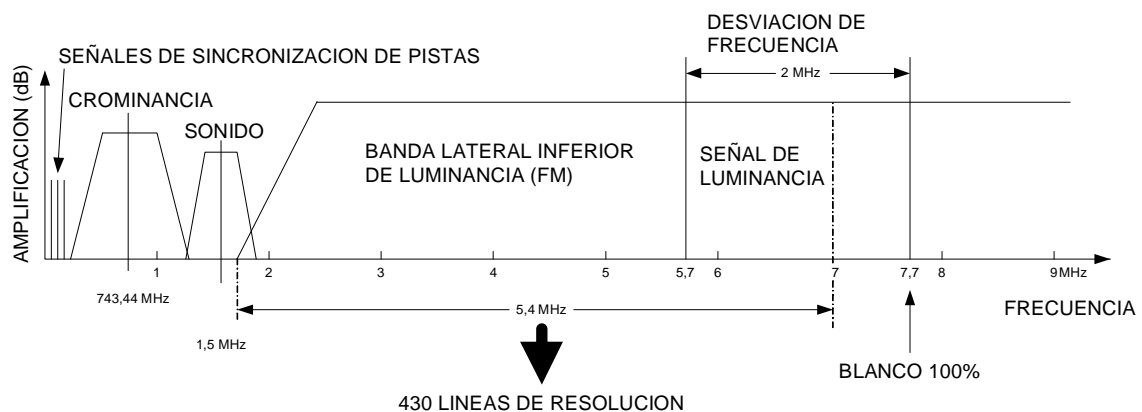 DESVIACION DE
FRECUENCIA
2 MHz
SEÑALES DE SINCRONIZACION DE PISTAS
CROMINANCIA
SONIDO
AMPLIFICACION (dB)
BANDA LATERAL INFERIOR
DE LUMINANCIA (FM)
SEÑAL DE
LUMINANCIA
1
2
3
4
5
5,7
6
7
7,7
8
9 MHz
743,44 MHz
5,4 MHz
FRECUENCIA
1,5 MHz
BLANCO 100%
430 LINEAS DE RESOLUCION